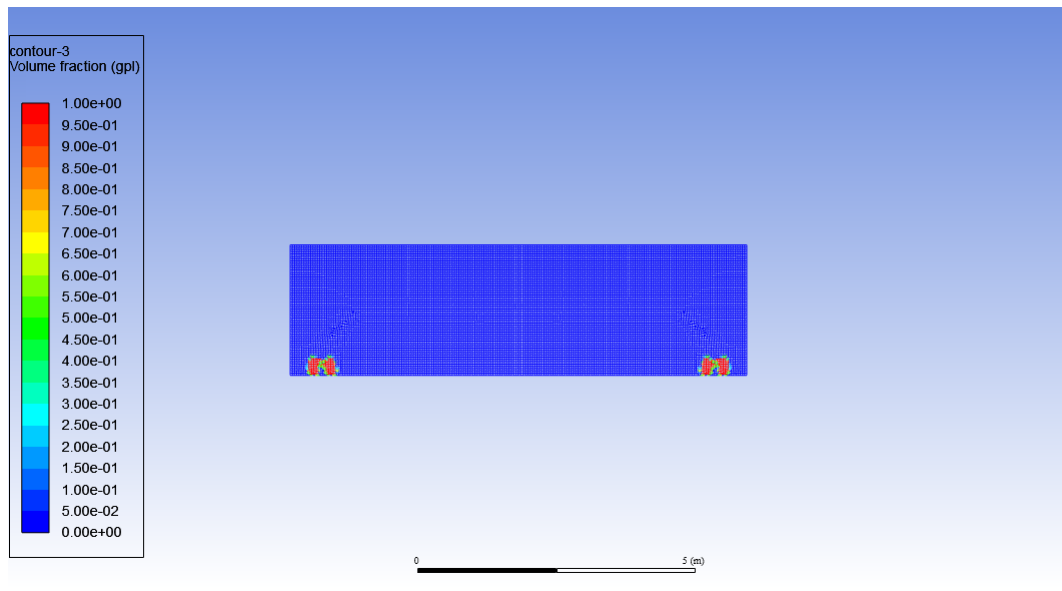 contour-3
Volume fraction (gpl)
1.00e+00
9.50e-01
9.00e-01
8.50e-01
8.00e-01
7.50e-01
7.00e-01
6.50e-01
6.00e-01
5.50e-01
5.00e-01
4.50e-01
4.00e-01
3.50e-01
3.00e-01
2.50e-01
2.00e-01
1.50e-01
1.00e-01
5.00e-02
0.00e+00
0 5 (m)